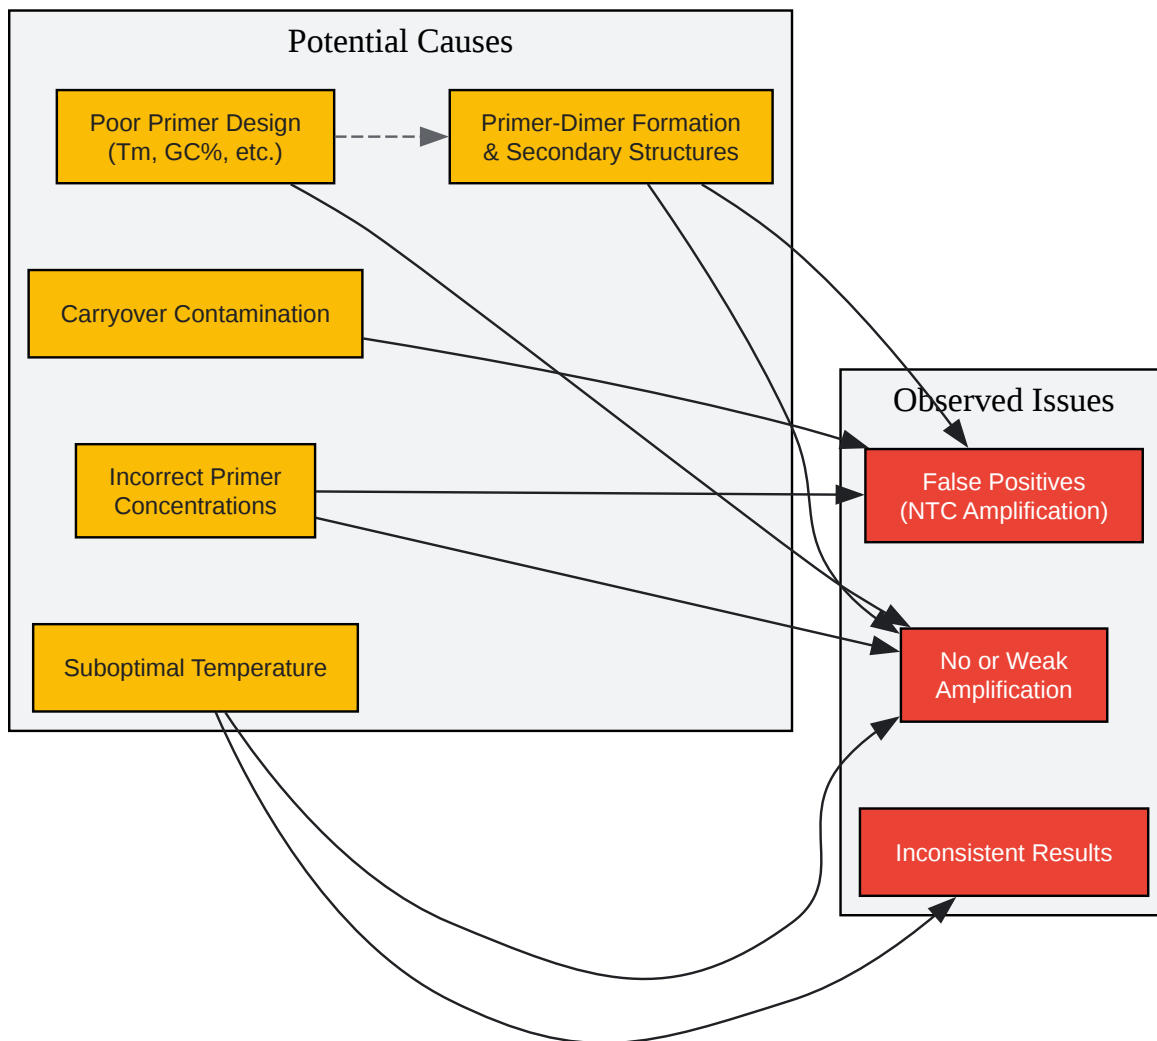 Potential Causes
Poor Primer Design
(Tm, GC%, etc.)
Primer-Dimer Formation
& Secondary Structures
Carryover Contamination
Incorrect Primer
Concentrations
Suboptimal Temperature
Observed Issues
False Positives
(NTC Amplification)
No or Weak
Amplification
Inconsistent Results